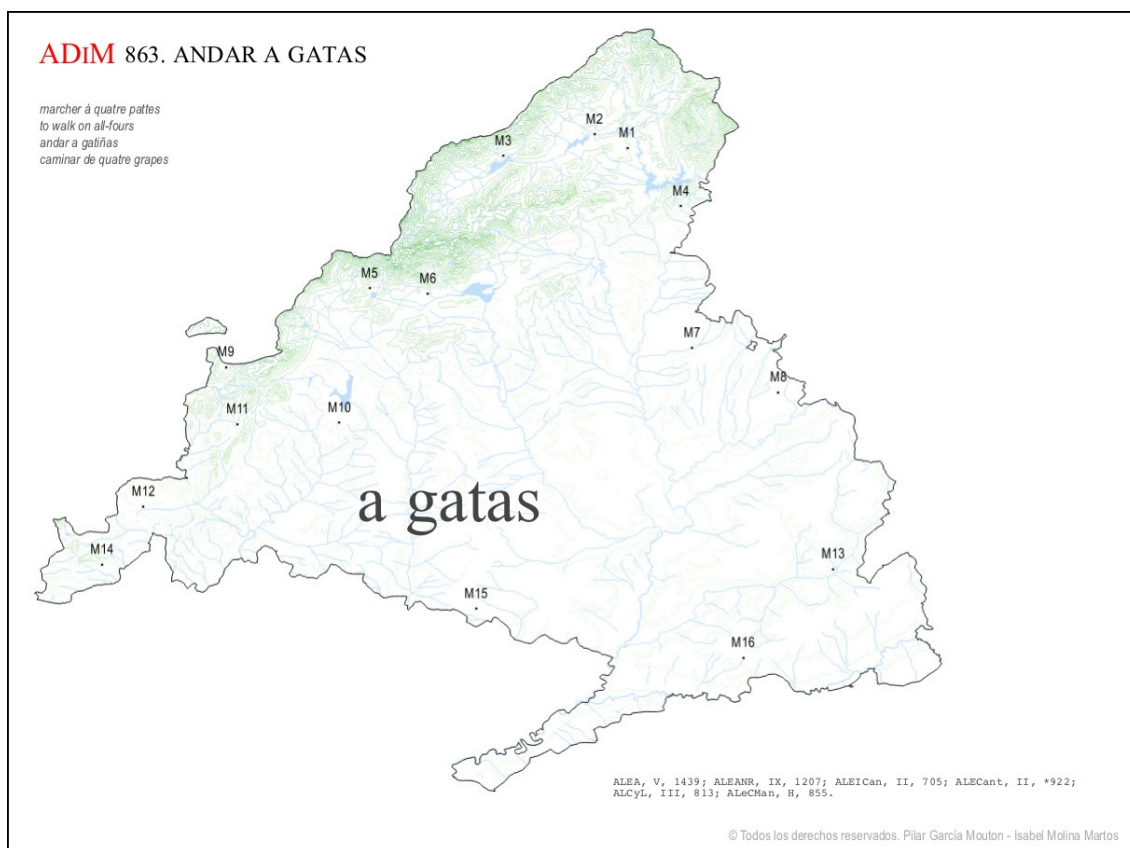 ADiM 863. ANDAR A GATAS
marcher à quatre pattes
to walk on all-fours
andar a gatiñas
caminar de quatre grapes
M2
M1
M3
M4
M5
M6
M7
M9
M8
M10
M11
a gatas
M12
M14
M13
M15
M16
ALEA, V, 1439; ALEANR, IX, 1207; ALEICan, II, 705; ALECant, II, *922;
ALCyL, III, 813; ALeCMan, H, 855.
© Todos los derechos reservados. Pilar García Mouton - Isabel Molina Martos